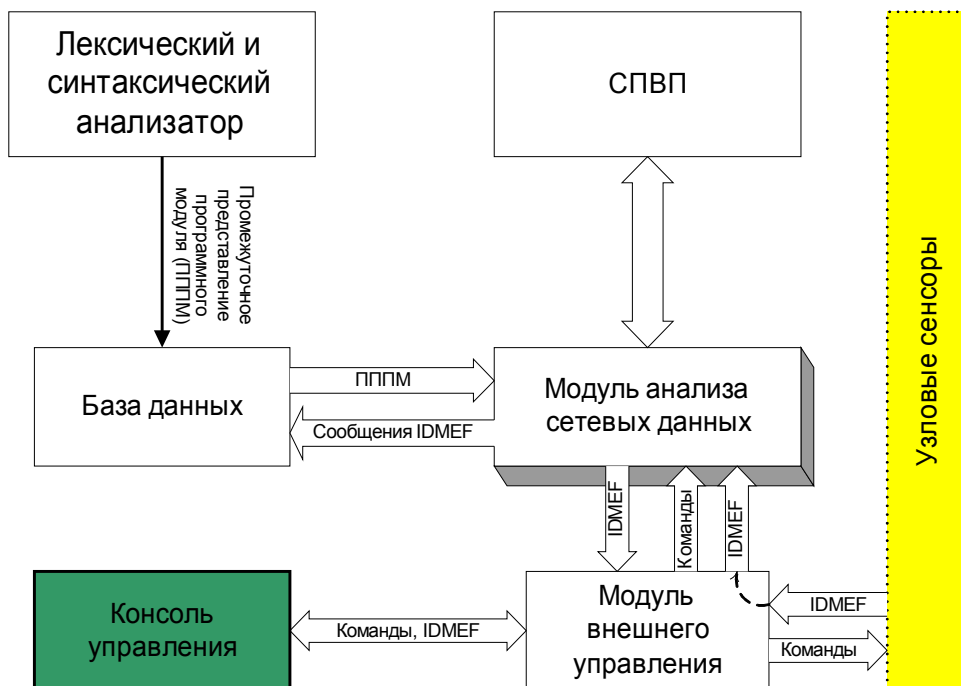 Лексический и
синтаксический
анализатор
СПВП
Промежуточное
представление
программного
модуля (ПППМ)
База данных
ПППМ
Сообщения IDMEF
Модуль анализа
сетевых данных
Узловые сенсоры
IDMEF
Команды
IDMEF
Консоль
управления
Команды, IDMEF
Модуль
внешнего
управления
IDMEF
Команды